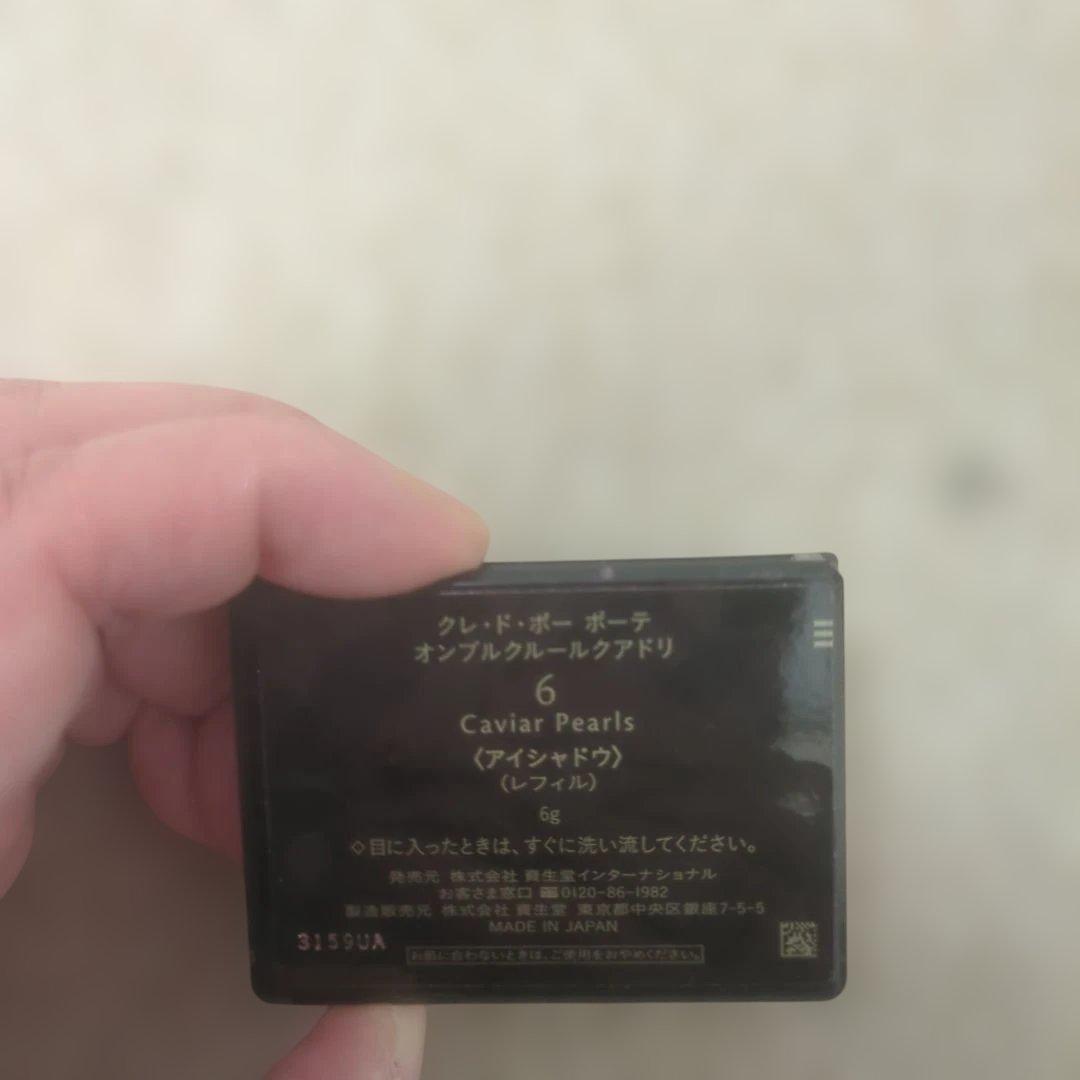 クレ・ド・ポー ボーテ
オンブルクルールクアドリ
6
Caviar Pearls
〈アイシャドウ〉
(レフィル)
6g
◇目に入ったときは、すぐに洗い流してください。
発売元 株式会社 資生堂インターナショナル
お客さま窓口 0120-86-1982
製造販売元 株式会社 資生堂 東京都中央区銀座7-5-5
MADE IN JAPAN
3159UA
お肌に合わないときは、ご使用をおやめください。